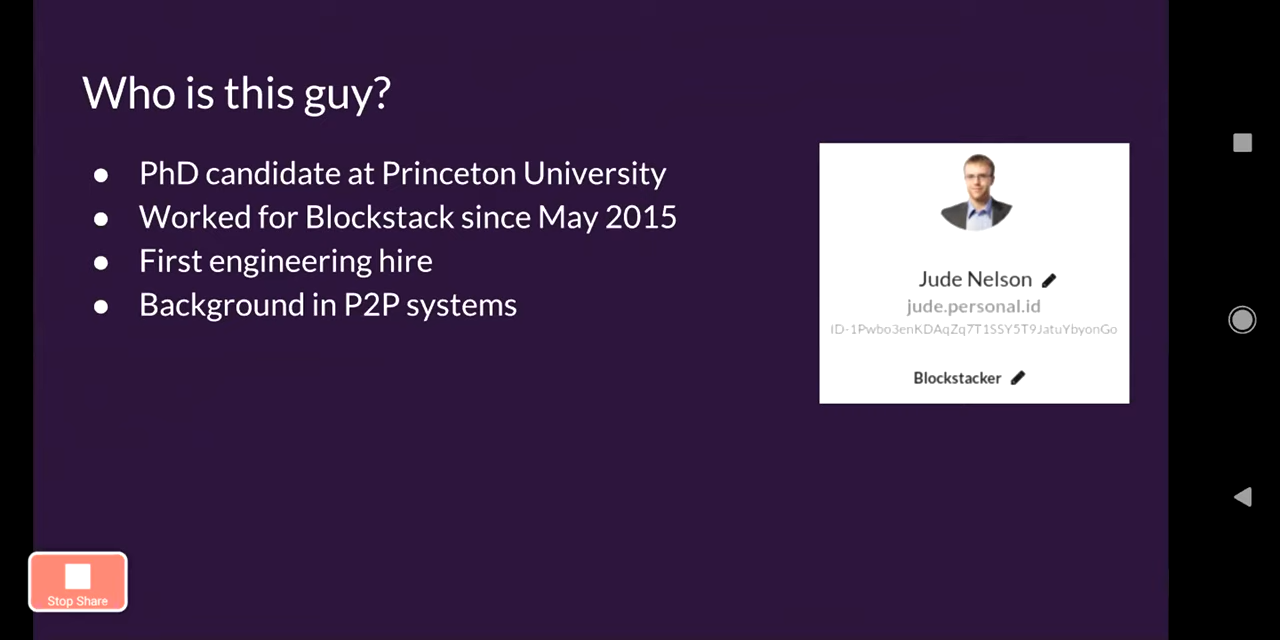 Who is this guy?
● PhD candidate at Princeton University
● Worked for Blockstack since May 2015
● First engineering hire
● Background in P2P systems
Jude Nelson
jude.personal.id
ID-1Pwbo3enKDAqZq7T1SSY5T9JatuYbyonGo
Blockstacker
Stop Share